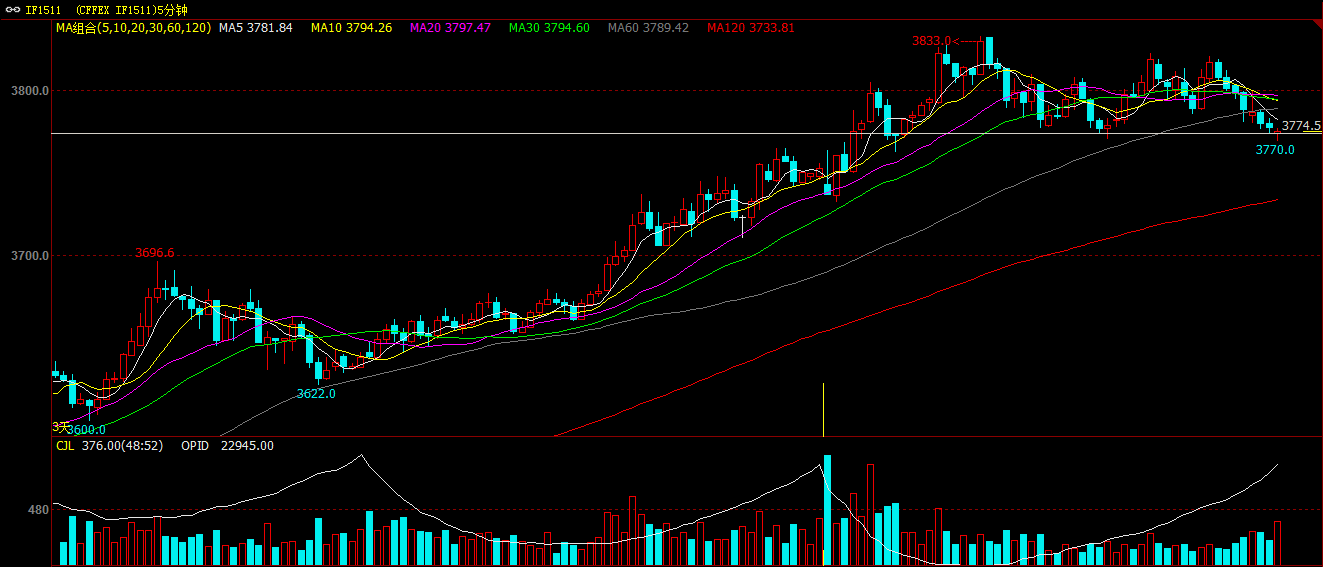 IF1511 (CFFEX IF1511)5分钟
MA组合(5,10,20,30,60,120) MA5 3781.84 MA10 3794.26 MA20 3797.47 MA30 3794.60 MA60 3789.42 MA120 3733.81
3833.0<
3800.0
3774.5
3770.0
3700.0
3696.6
3622.0
3天
3600.0
CJL 376.00(48:52) OPID 22945.00
480